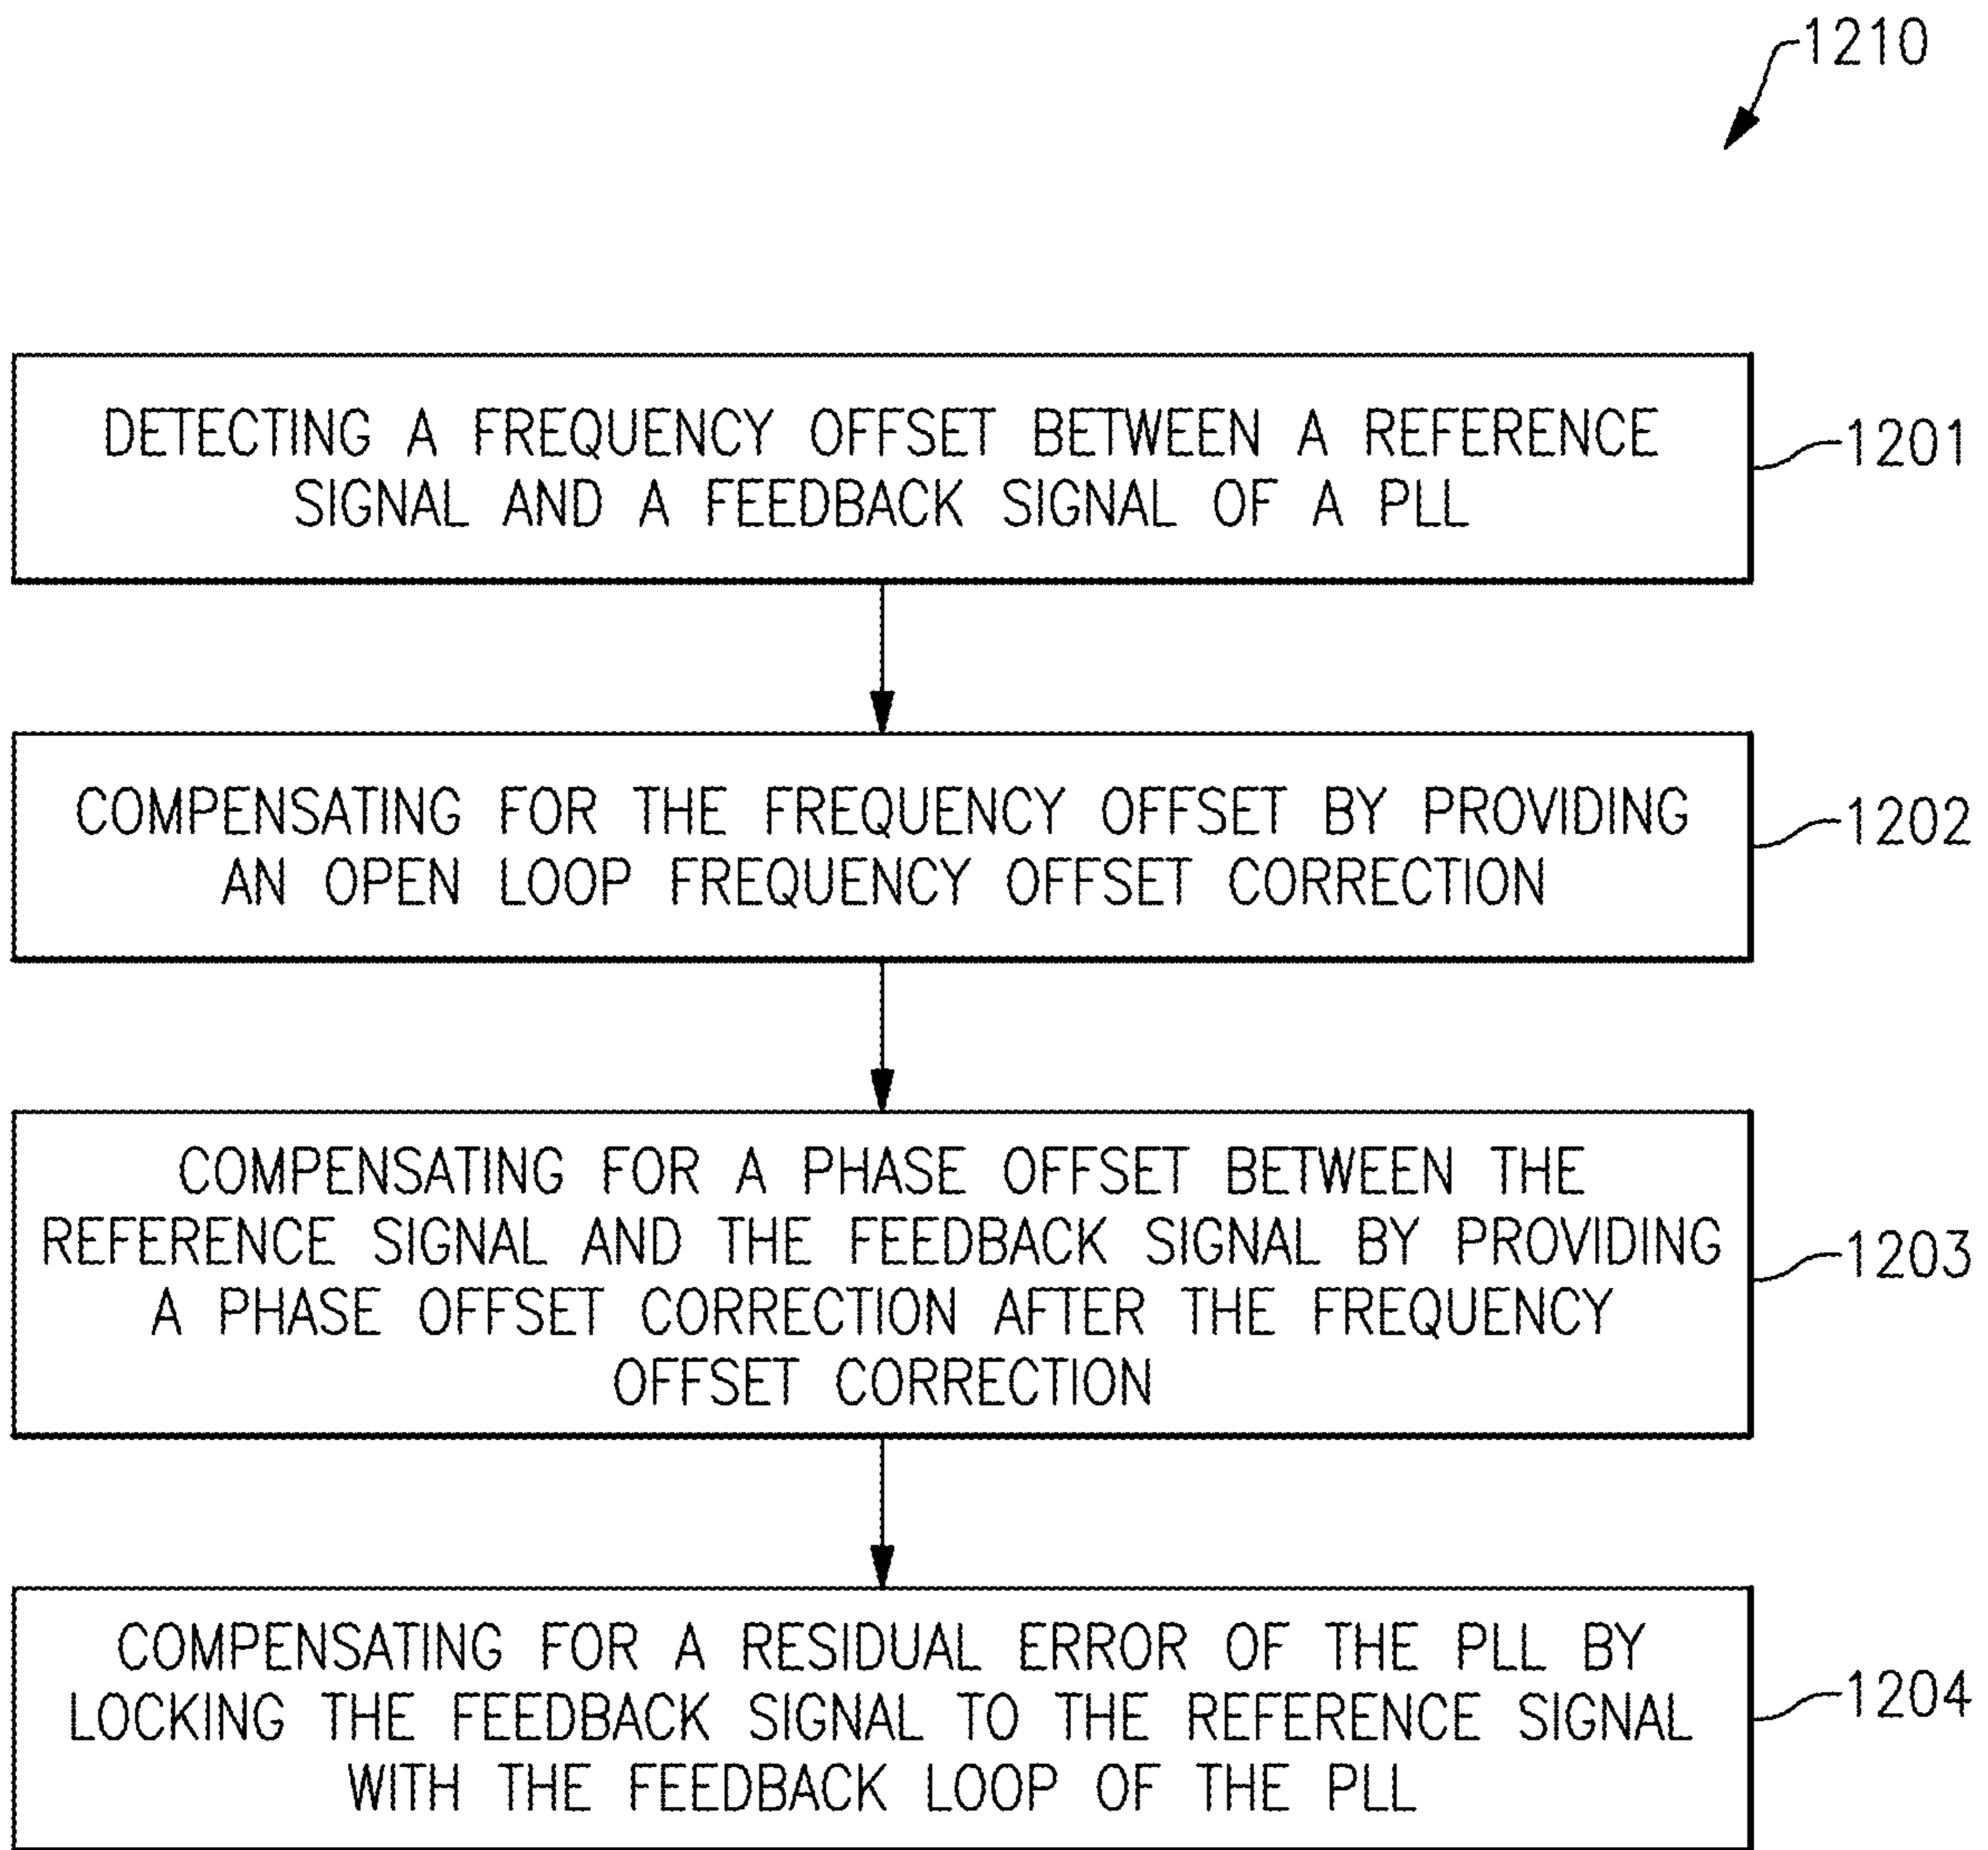 1210
DETECTING A FREQUENCY OFFSET BETWEEN A REFERENCE
SIGNAL AND A FEEDBACK SIGNAL OF A PLL
1201
COMPENSATING FOR THE FREQUENCY OFFSET BY PROVIDING
AN OPEN LOOP FREQUENCY OFFSET CORRECTION
1202
COMPENSATING FOR A PHASE OFFSET BETWEEN THE
REFERENCE SIGNAL AND THE FEEDBACK SIGNAL BY PROVIDING
A PHASE OFFSET CORRECTION AFTER THE FREQUENCY
OFFSET CORRECTION
1203
COMPENSATING FOR A RESIDUAL ERROR OF THE PLL BY
LOCKING THE FEEDBACK SIGNAL TO THE REFERENCE SIGNAL
WITH THE FEEDBACK LOOP OF THE PLL
1204